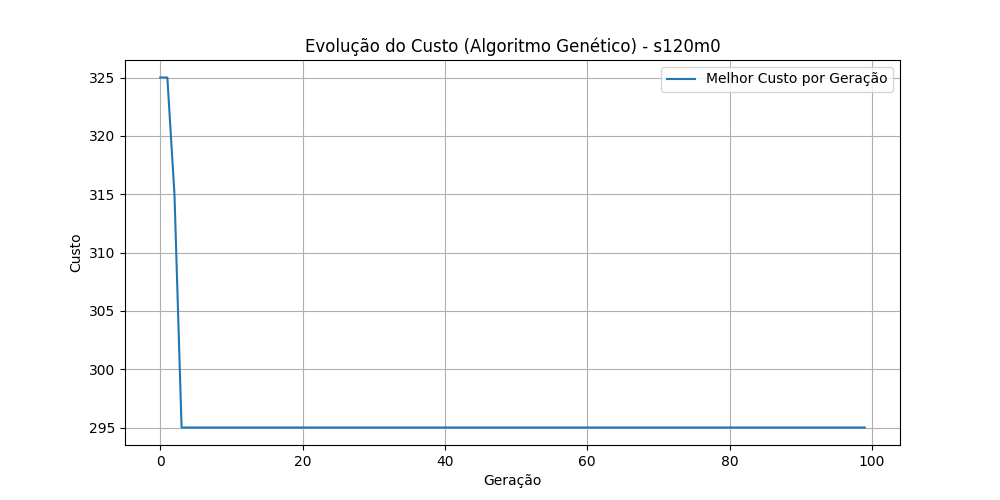 Evolução do Custo (Algoritmo Genético) - s120m0
Melhor Custo por Geração
325
320
315
310
305
300
295
Custo
0 20 40 60 80 100
Geração